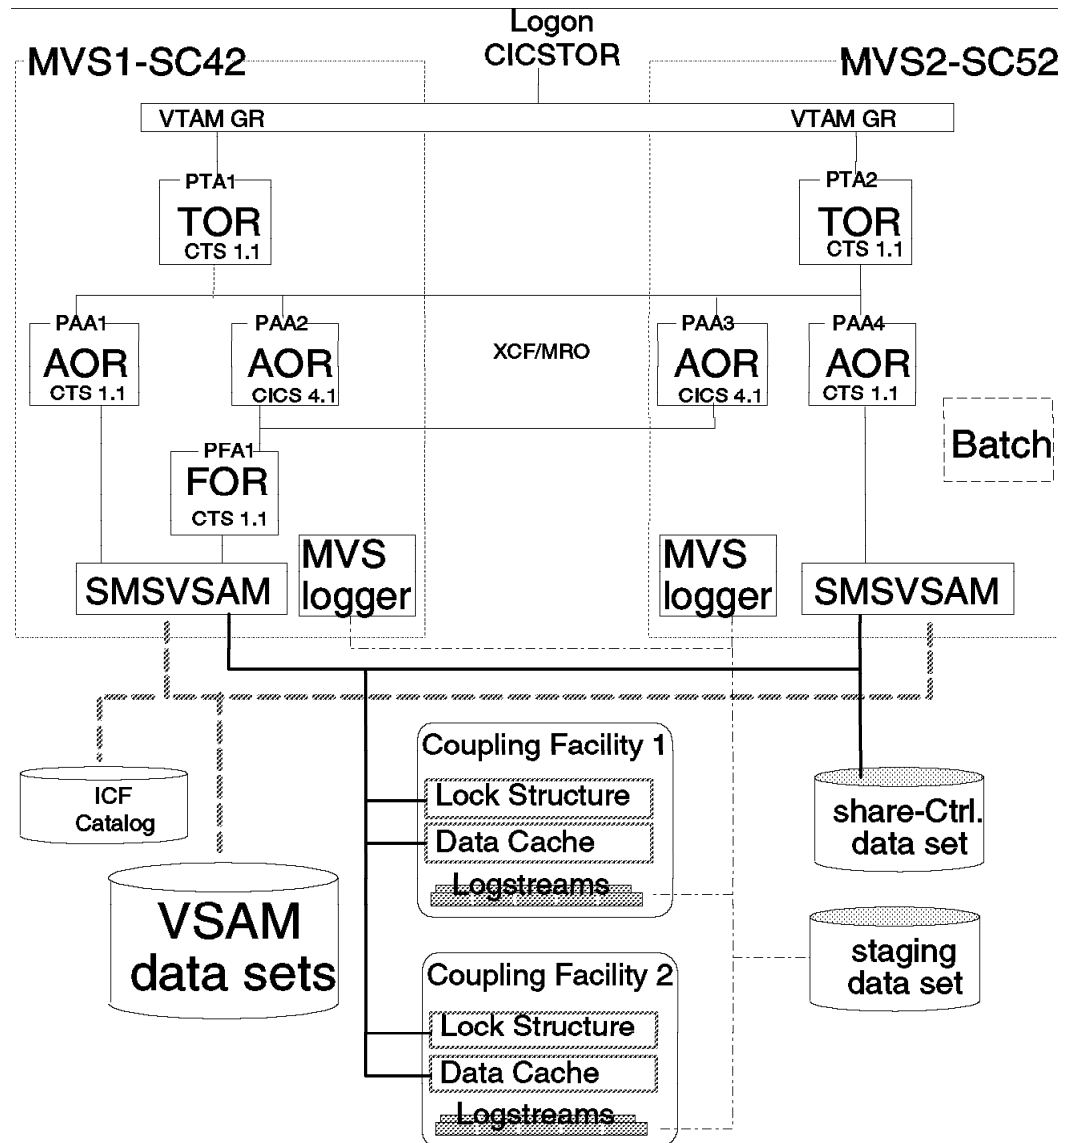 Logon
CICSTOR
MVS1-SC42
MVS2-SC52
VTAM GR
VTAM GR
PTA1
TOR
CTS 1.1
PTA2
TOR
CTS 1.1
PAA1
AOR
CTS 1.1
PAA2
AOR
CICS 4.1
XCF/MRO
PAA3
AOR
CICS 4.1
PAA4
AOR
CTS 1.1
Batch
PFA1
FOR
CTS 1.1
MVS
logger
MVS
logger
SMSVSAM
SMSVSAM
Coupling Facility 1
Lock Structure
Data Cache
Logstreams
ICF
Catalog
share-Ctrl.
data set
VSAM
data sets
staging
data set
Coupling Facility 2
Lock Structure
Data Cache
Logstreams